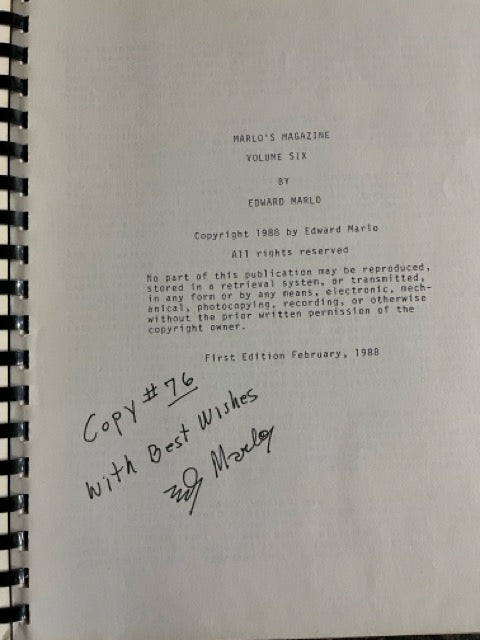 MARLO'S MAGAZINE
VOLUME SIX
BY
EDWARD MARLO
Copyright 1988 by Edward Marlo
All rights reserved
No part of this publication may be reproduced,
stored in a retrieval system, or transmitted,
in any form or by any means, electronic, mech-
anical, photocopying, recording, or otherwise
without the prior written permission of the
copyright owner.
First Edition February, 1988
Copy #76
With Best Wishes
Ed Marlo